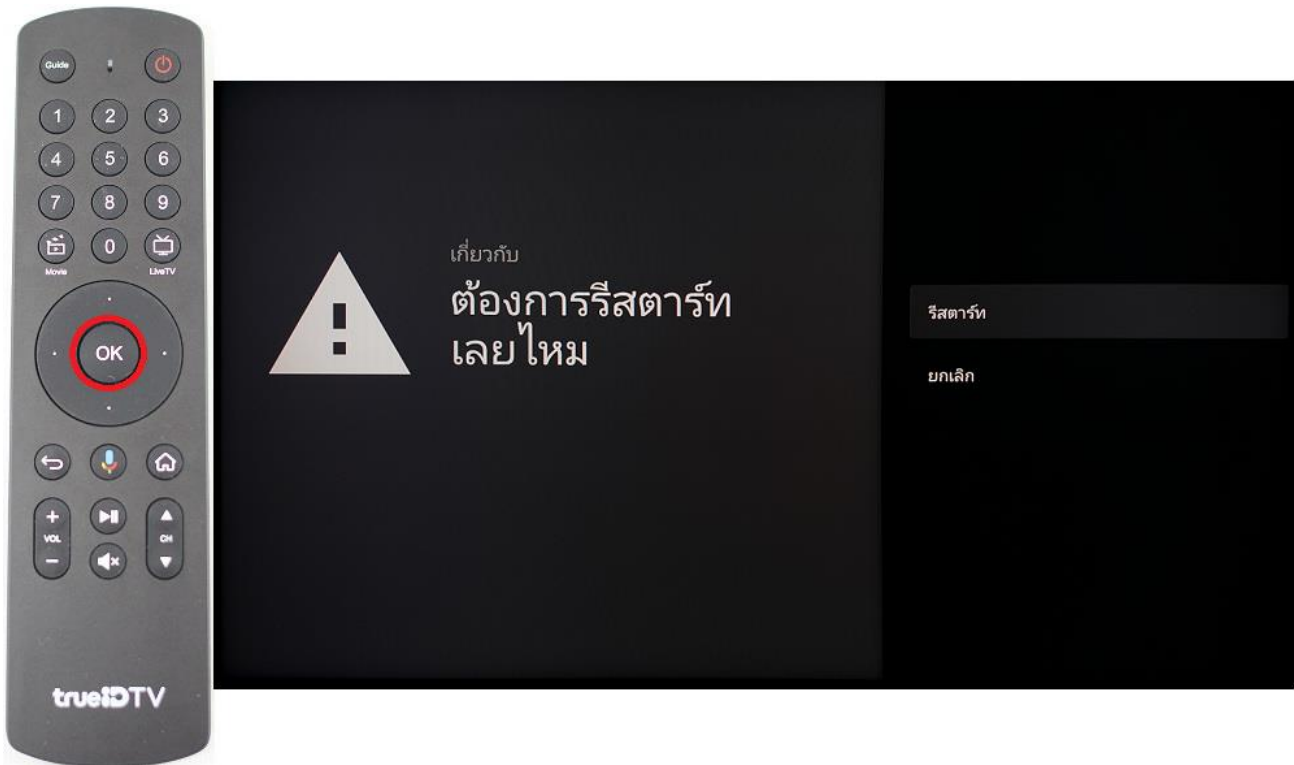 Guide
1 2 3
4 5 6
7 8 9
0
Movie
LiveTV
OK
+
VOL
CH
−
trueiDTV
เกี่ยวกับ
ต้องการรีสตาร์ท
เลยไหม
รีสตาร์ท
ยกเลิก